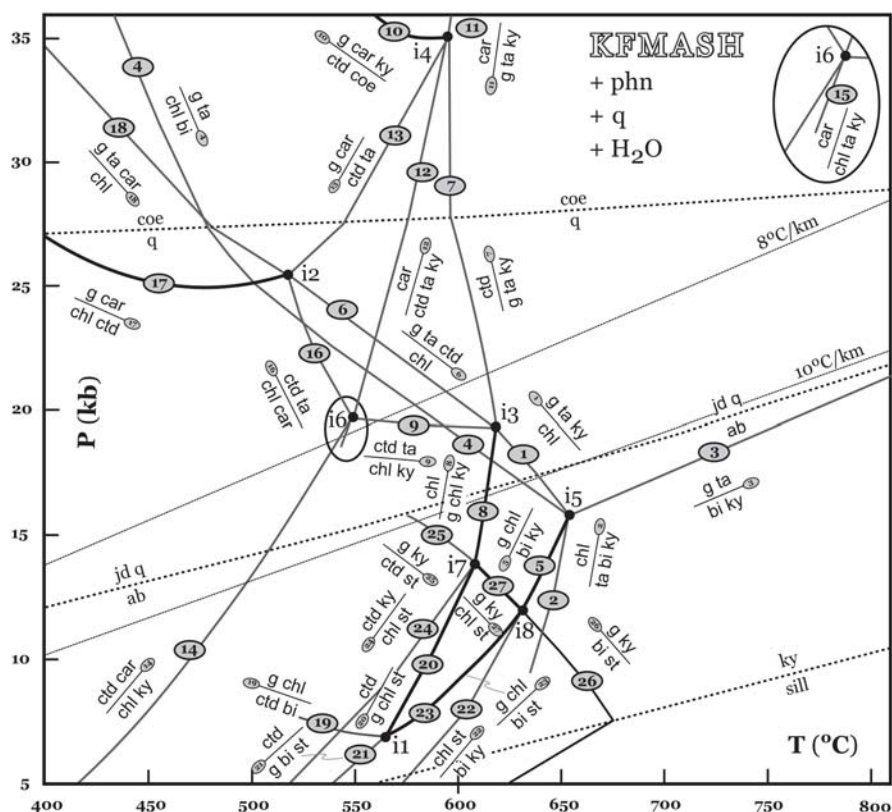 35
30
25
20
15
10
5
P (kb)
400
450
500
550
600
650
700
750
800
T (ºC)
KFMASH
+ phn
+ q
+ H₂O
i6
15
car
chl ta ky
10
g car ky
ctd coe
i4
11
car
g ta ky
4
g ta
chl bi
18
g ta car
chl
13
g car
ctd ta
12
car
ctd ta ky
7
g ta ky
ctd
coe
q
coe
q
8ºC/km
i2
17
g car
chl ctd
6
g ta ctd
chl
16
ctd ta
chl car
10ºC/km
i6
9
ctd ta
chl ky
4
i3
1
g ta ky
chl
jd q
ab
3
g ta
bi ky
8
chl
g chl ky
i5
25
g ky
ctd st
5
g chl
bi ky
2
chl
ta bi ky
i7
27
g ky
chl st
i8
jd q
ab
14
ctd car
chl ky
24
ctd ky
chl st
20
ctd
g chl st
26
g ky
bi st
23
g chl
bi st
22
chl st
bi ky
ky
sill
19
g chl
ctd bi
i1
21
ctd
g bi st